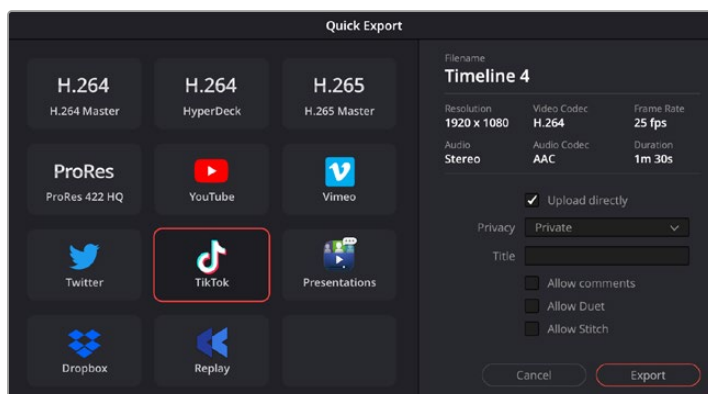 Quick Export
H.264
H.264 Master
H.264
HyperDeck
H.265
H.265 Master
ProRes
ProRes 422 HQ
YouTube
Vimeo
Twitter
TikTok
Presentations
Dropbox
Replay
Filename
Timeline 4
Resolution
1920 x 1080
Video Codec
H.264
Frame Rate
25 fps
Audio
Stereo
Audio Codec
AAC
Duration
1m 30s
Upload directly
Privacy
Private
Title
Allow comments
Allow Duet
Allow Stitch
Cancel
Export